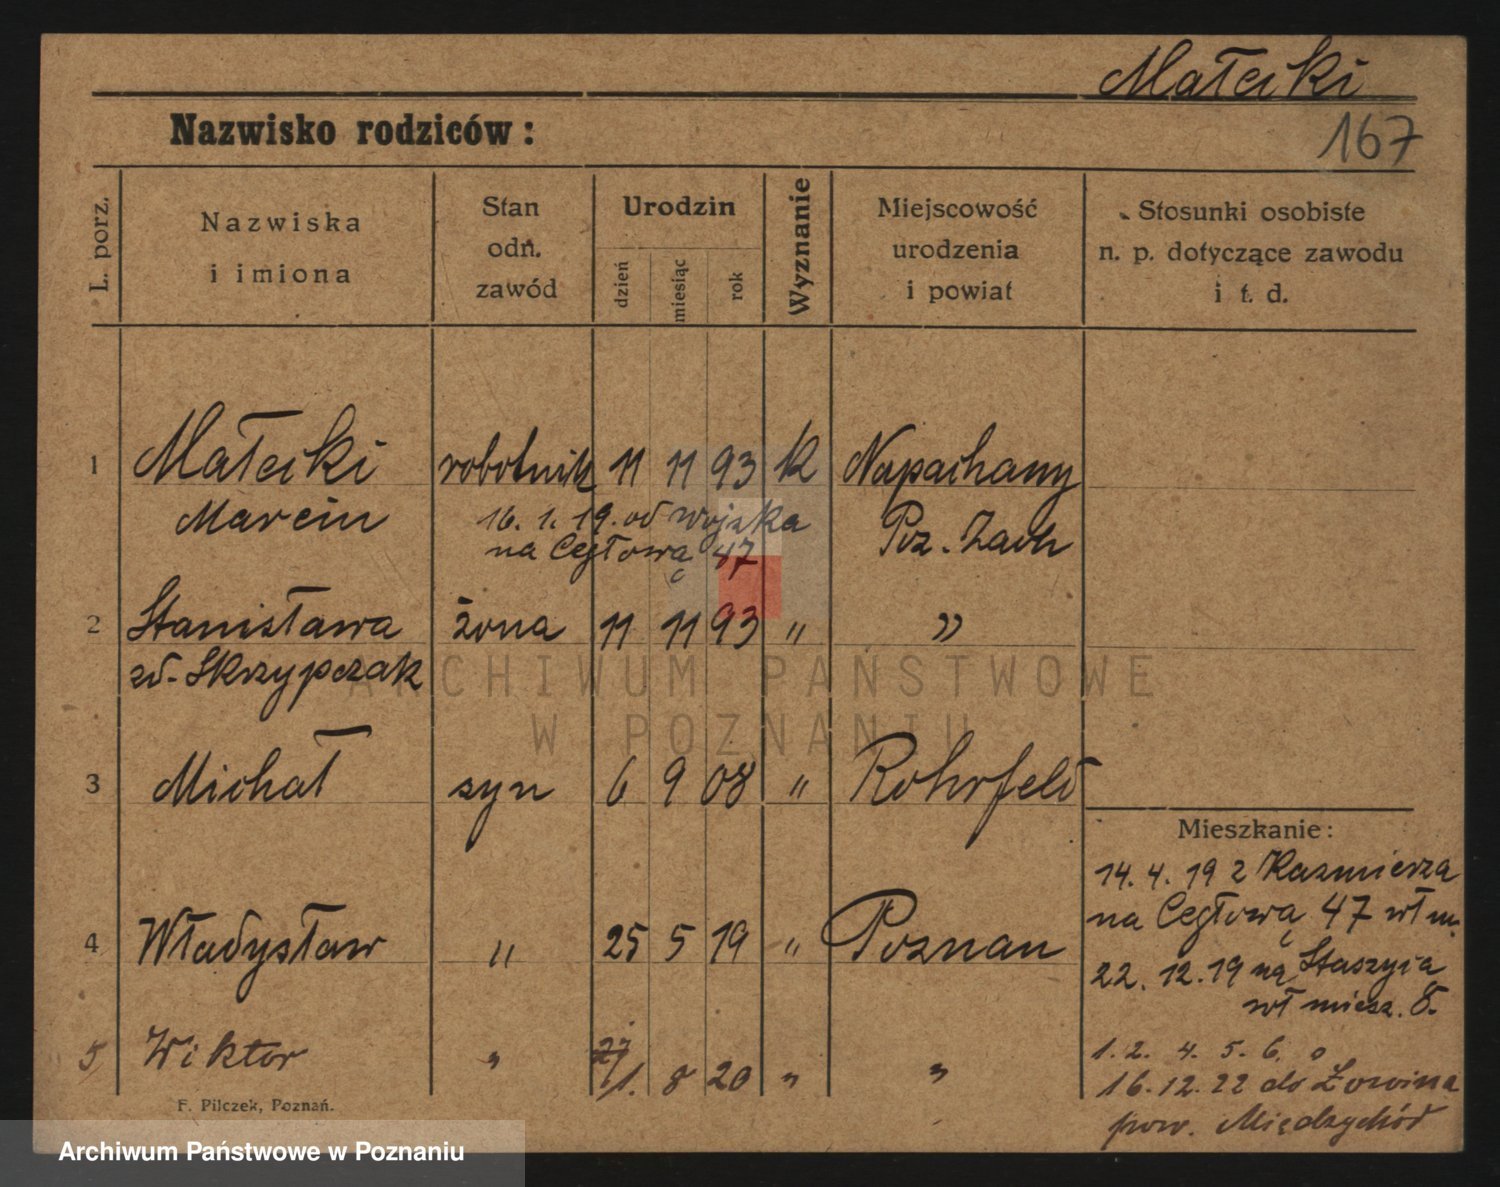 Małecki
167
Nazwisko rodziców:
L. porz.
Nazwiska
i imiona
Stan
odn.
zawód
Urodzin
dzień
miesiąc
rok
Wyznanie
Miejscowość
urodzenia
i powiat
Stosunki osobiste
n. p. dotyczące zawodu
i t. d.
1 Małecki robotnik 11 11 93 K Napachany
Marcin 16. 1. 19. od wojska Poz. Zach
na Cegłową 47
2 Stanisława żona 11 11 93 " "
zd. Skrzypczak
3 Michał syn 6 9 08 " Rohrfeld
Mieszkanie:
14. 4. 19 z Kazmierza
na Cegłową 47 wł m.
4 Władysław " 25 5 19 " Poznan
22. 12. 19 na Staszyca
wł miesz. 8.
5 Wiktor " 27 1. 8 20 " "
1. 2. 4. 5. 6. o
16. 12. 22 do
pow. Międzychód
F. Pilczek, Poznań.
ARCHIWUM PAŃSTWOWE
W POZNANIU
Archiwum Państwowe w Poznaniu